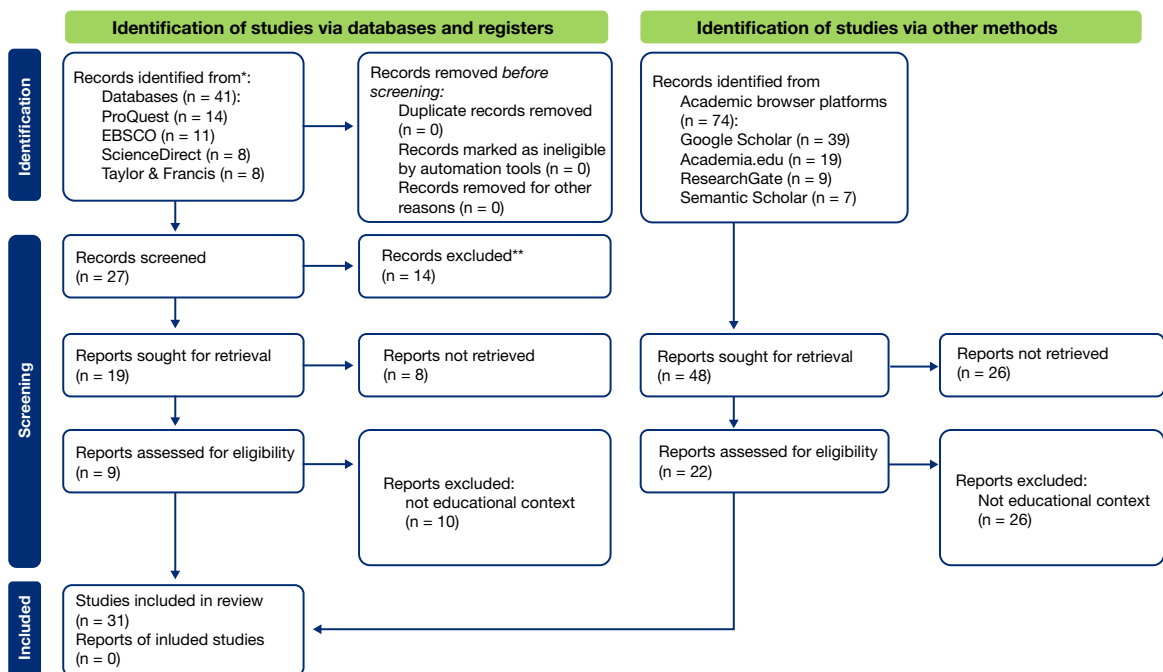 Identification of studies via databases and registers
Identification of studies via other methods
Identification
Records identified from*:
Databases (n = 41):
ProQuest (n = 14)
EBSCO (n = 11)
ScienceDirect (n = 8)
Taylor & Francis (n = 8)
Records removed before
screening:
Duplicate records removed
(n = 0)
Records marked as ineligible
by automation tools (n = 0)
Records removed for other
reasons (n = 0)
Records identified from
Academic browser platforms
(n = 74):
Google Scholar (n = 39)
Academia.edu (n = 19)
ResearchGate (n = 9)
Semantic Scholar (n = 7)
Screening
Records screened
(n = 27)
Records excluded**
(n = 14)
Reports sought for retrieval
(n = 19)
Reports not retrieved
(n = 8)
Reports sought for retrieval
(n = 48)
Reports not retrieved
(n = 26)
Reports assessed for eligibility
(n = 9)
Reports excluded:
not educational context
(n = 10)
Reports assessed for eligibility
(n = 22)
Reports excluded:
Not educational context
(n = 26)
Included
Studies included in review
(n = 31)
Reports of inluded studies
(n = 0)